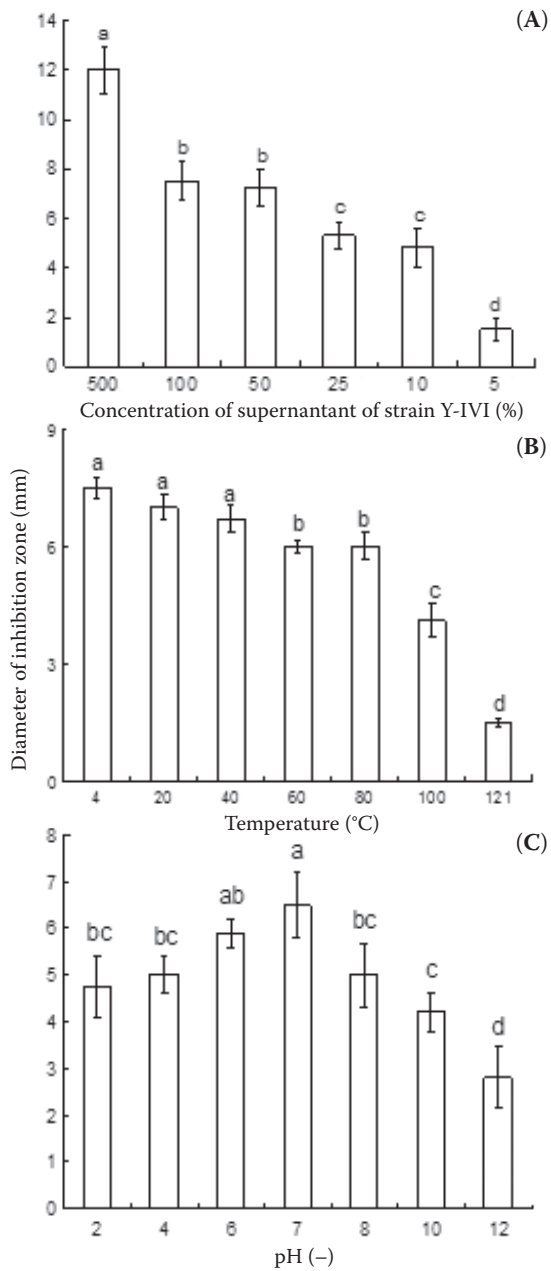 (A)
14
12
10
8
6
4
2
0
a
b
b
c
c
d
500 100 50 25 10 5
Concentration of supernantant of strain Y-IVI (%)
Diameter of inhibition zone (mm)
(B)
9
6
3
0
a
a
a
b
b
c
d
4 20 40 60 80 100 121
Temperature (°C)
(C)
8
7
6
5
4
3
2
1
0
bc
bc
ab
a
bc
c
d
2 4 6 7 8 10 12
pH (–)